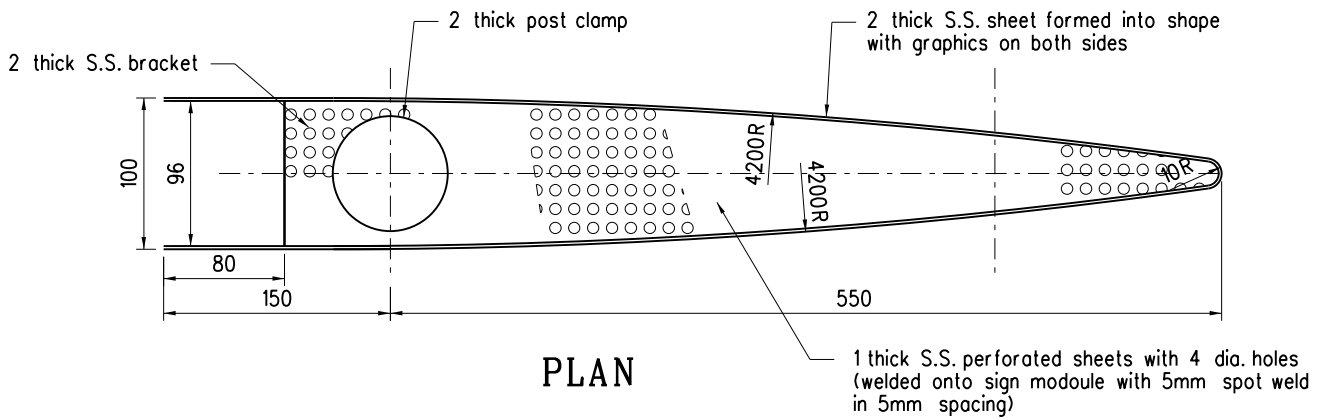 2 thick post clamp
2 thick S.S. sheet formed into shape
with graphics on both sides
2 thick S.S. bracket
100
96
4200R
4200R
10R
80
150
550
PLAN
1 thick S.S. perforated sheets with 4 dia. holes
(welded onto sign modoule with 5mm spot weld
in 5mm spacing)